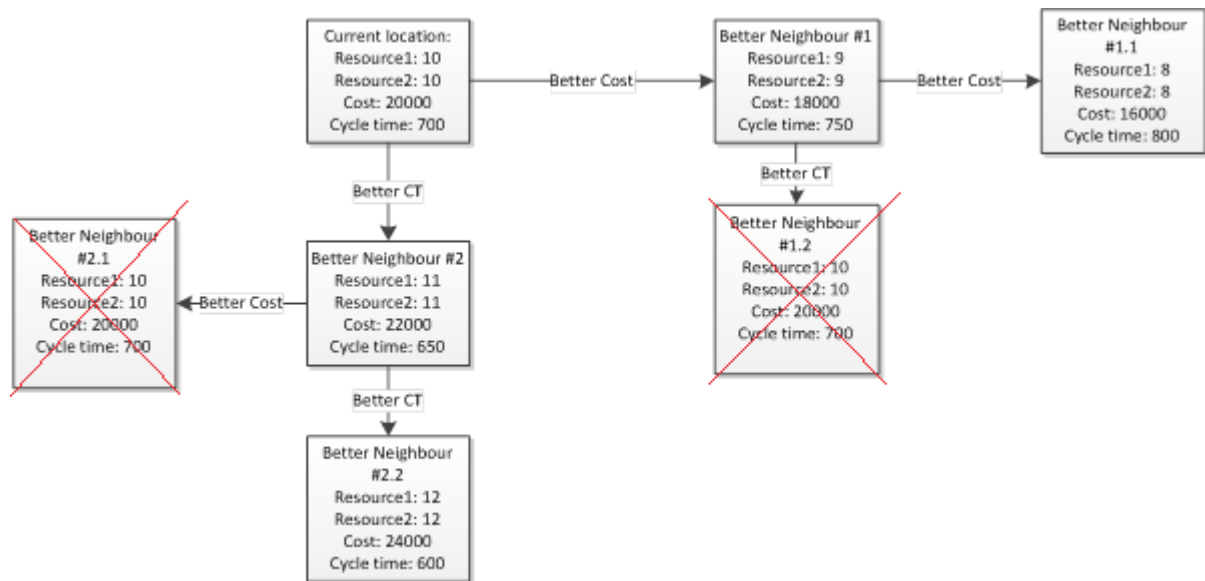 Current location:
Resource1: 10
Resource2: 10
Cost: 20000
Cycle time: 700
Better Cost
Better Neighbour #1
Resource1: 9
Resource2: 9
Cost: 18000
Cycle time: 750
Better Cost
Better Neighbour
#1.1
Resource1: 8
Resource2: 8
Cost: 16000
Cycle time: 800
Better CT
Better CT
Better Neighbour
#2.1
Resource1: 10
Resource2: 10
Cost: 20000
Cycle time: 700
Better Cost
Better Neighbour #2
Resource1: 11
Resource2: 11
Cost: 22000
Cycle time: 650
Better Neighbour
#1.2
Resource1: 10
Resource2: 10
Cost: 20000
Cycle time: 700
Better CT
Better Neighbour
#2.2
Resource1: 12
Resource2: 12
Cost: 24000
Cycle time: 600